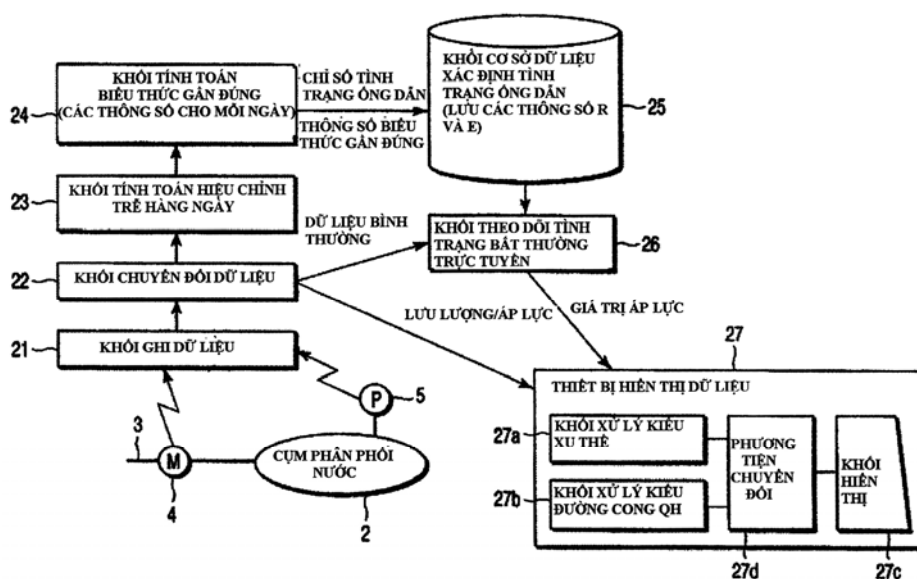 24
KHỐI TÍNH TOÁN
BIỂU THỨC GẦN ĐÚNG
(CÁC THÔNG SỐ CHO MỖI NGÀY)
CHỈ SỐ TÌNH
TRẠNG ỐNG DẪN
THÔNG SỐ BIỂU
THỨC GẦN ĐÚNG
KHỐI CƠ SỞ DỮ LIỆU
XÁC ĐỊNH TÌNH
TRẠNG ỐNG DẪN
(LƯU CÁC THÔNG SỐ R
VÀ E)
25
23
KHỐI TÍNH TOÁN HIỆU CHỈNH
TRỄ HÀNG NGÀY
DỮ LIỆU BÌNH
THƯỜNG
KHỐI THEO DÕI TÌNH
TRẠNG BẤT THƯỜNG
TRỰC TUYẾN
26
22
KHỐI CHUYỂN ĐỔI DỮ LIỆU
LƯU LƯỢNG/ÁP LỰC
GIÁ TRỊ ÁP LỰC
21
KHỐI GHI DỮ LIỆU
27
THIẾT BỊ HIỂN THỊ DỮ LIỆU
P
5
3
M
4
CỤM PHÂN PHỐI
NƯỚC
2
27a
KHỐI XỬ LÝ KIỂU
XU THẾ
27b
KHỐI XỬ LÝ KIỂU
ĐƯỜNG CONG QH
PHƯƠNG
TIỆN
CHUYỂN
ĐỔI
KHỐI
HIỂN
THỊ
27d
27c